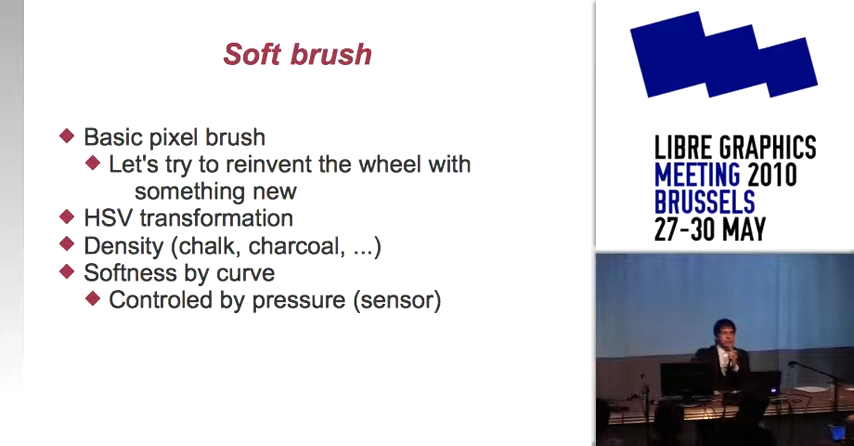 Soft brush
Basic pixel brush
Let's try to reinvent the wheel with
something new
HSV transformation
Density (chalk, charcoal, ...)
Softness by curve
Controled by pressure (sensor)
LIBRE GRAPHICS
MEETING 2010
BRUSSELS
27-30 MAY